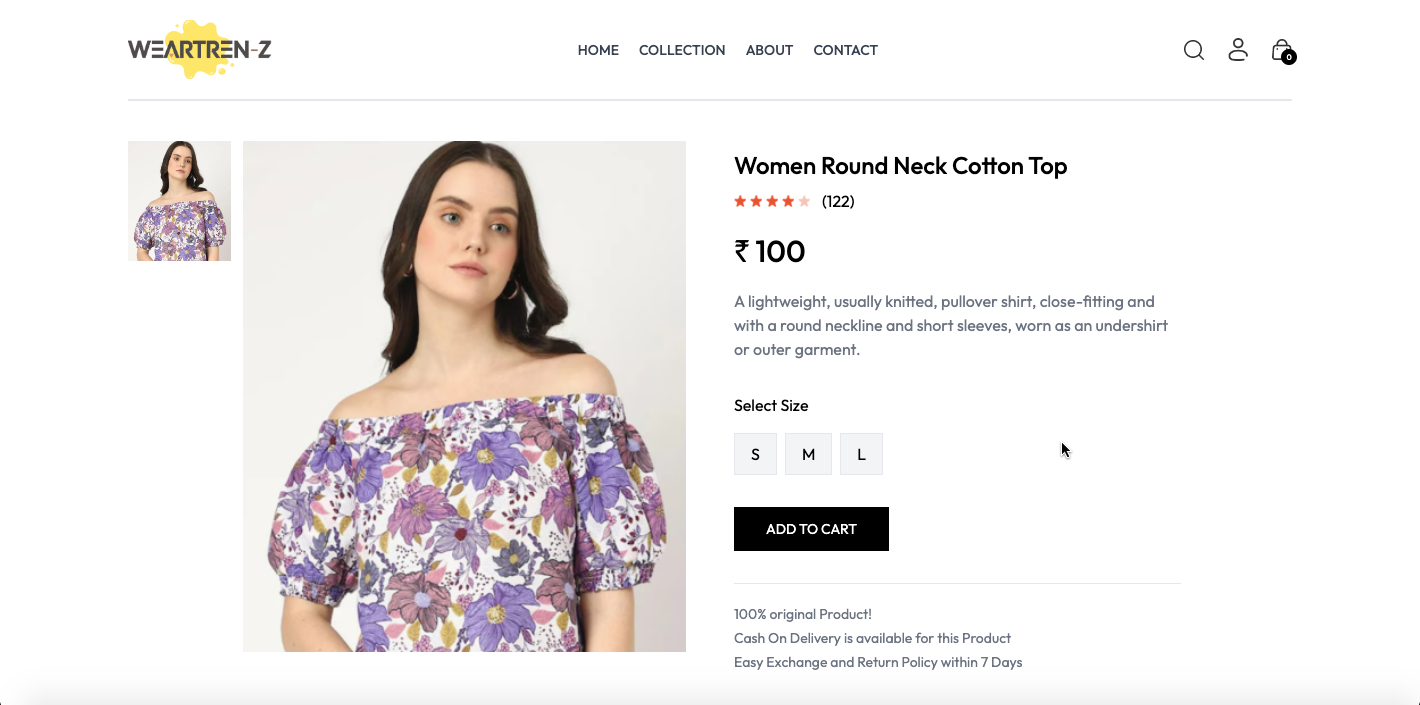 WEARTREN-Z
HOME COLLECTION ABOUT CONTACT
0
Women Round Neck Cotton Top
(122)
₹ 100
A lightweight, usually knitted, pullover shirt, close-fitting and
with a round neckline and short sleeves, worn as an undershirt
or outer garment.
Select Size
S M L
ADD TO CART
100% original Product!
Cash On Delivery is available for this Product
Easy Exchange and Return Policy within 7 Days